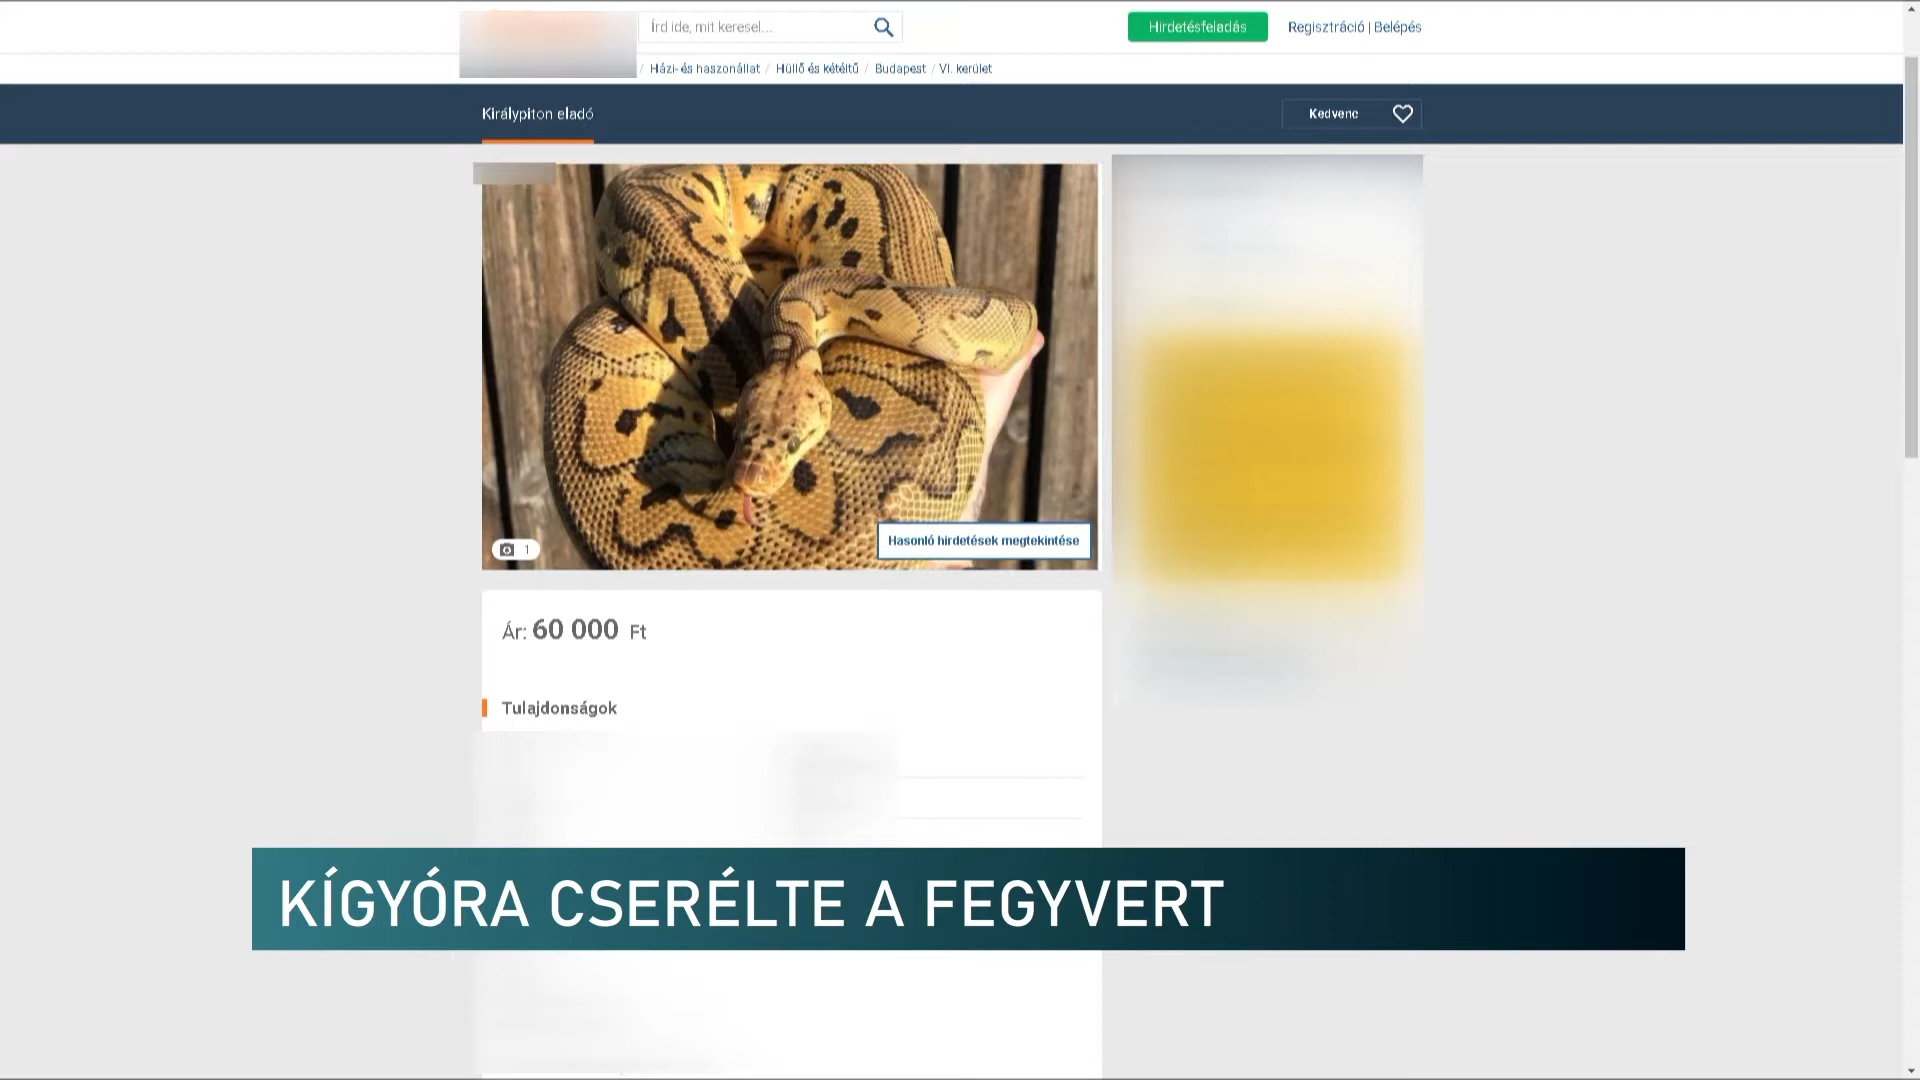 Írd ide, mit keresel...
Hirdetésfeladás
Regisztráció | Belépés
/ Házi- és haszonállat / Hüllő és kétéltű / Budapest / VI. kerület
Királypiton eladó
Kedvenc
1
Hasonló hirdetések megtekintése
Ár: 60 000 Ft
Tulajdonságok
KÍGYÓRA CSERÉLTE A FEGYVERT